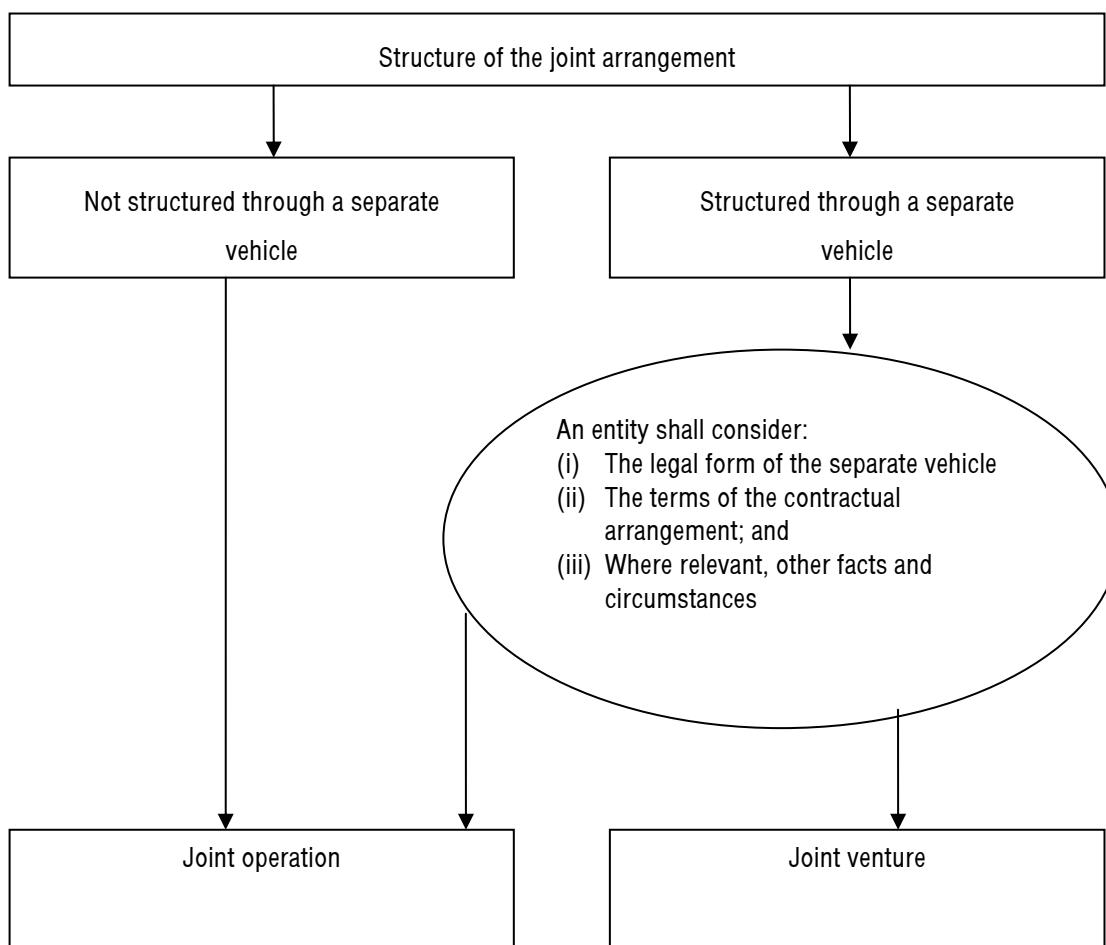 Structure of the joint arrangement
Not structured through a separate
vehicle
Structured through a separate
vehicle
An entity shall consider:
(i) The legal form of the separate vehicle
(ii) The terms of the contractual
arrangement; and
(iii) Where relevant, other facts and
circumstances
Joint operation
Joint venture